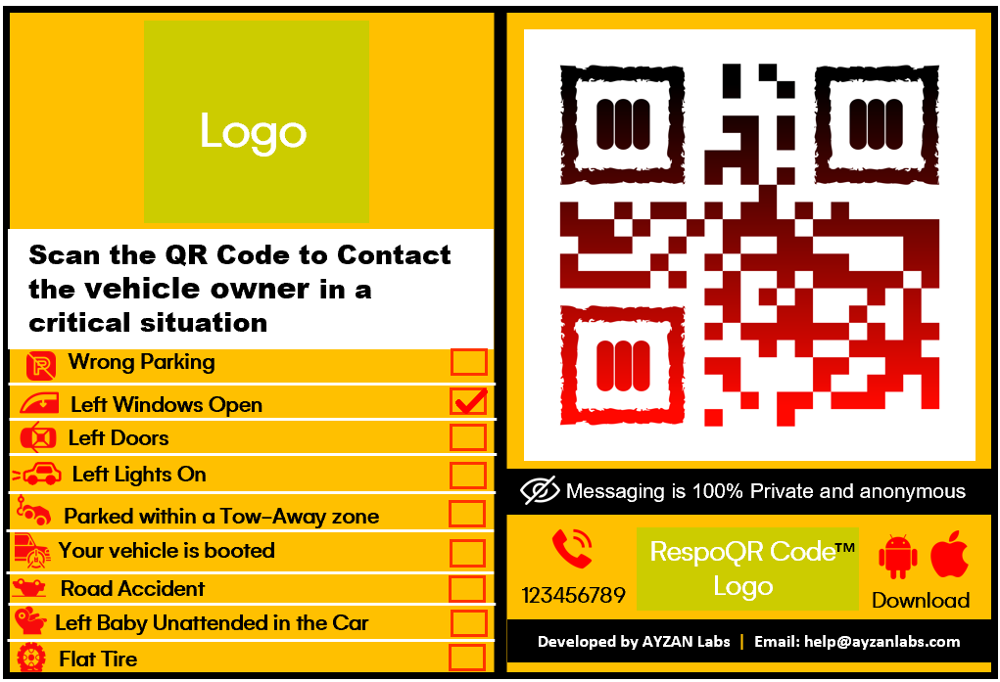 Logo
Scan the QR Code to Contact
the vehicle owner in a
critical situation
Wrong Parking
Left Windows Open
Left Doors
Left Lights On
Parked within a Tow-Away zone
Your vehicle is booted
Road Accident
Left Baby Unattended in the Car
Flat Tire
Messaging is 100% Private and anonymous
123456789
RespoQR Code™
Logo
Download
Developed by AYZAN Labs | Email: help@ayzanlabs.com